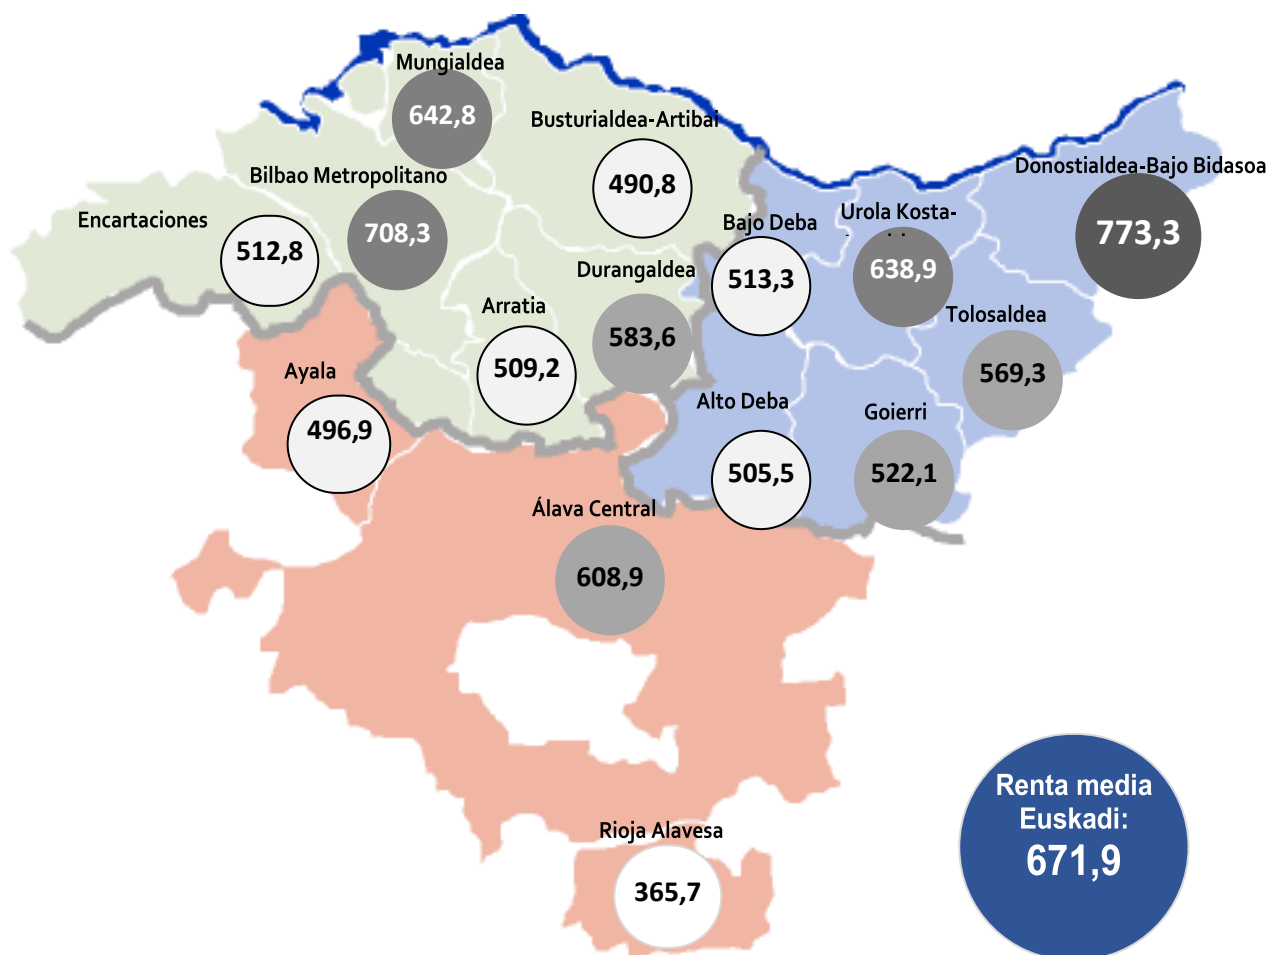 Mungialdea
642,8
Busturialdea-Artibai
490,8
Bilbao Metropolitano
708,3
Donostialdea-Bajo Bidasoa
773,3
Encartaciones
512,8
Bajo Deba
513,3
Urola Kosta-
638,9
Durangaldea
583,6
Arratia
509,2
Tolosaldea
569,3
Ayala
496,9
Alto Deba
505,5
Goierri
522,1
Álava Central
608,9
Rioja Alavesa
365,7
Renta media
Euskadi:
671,9